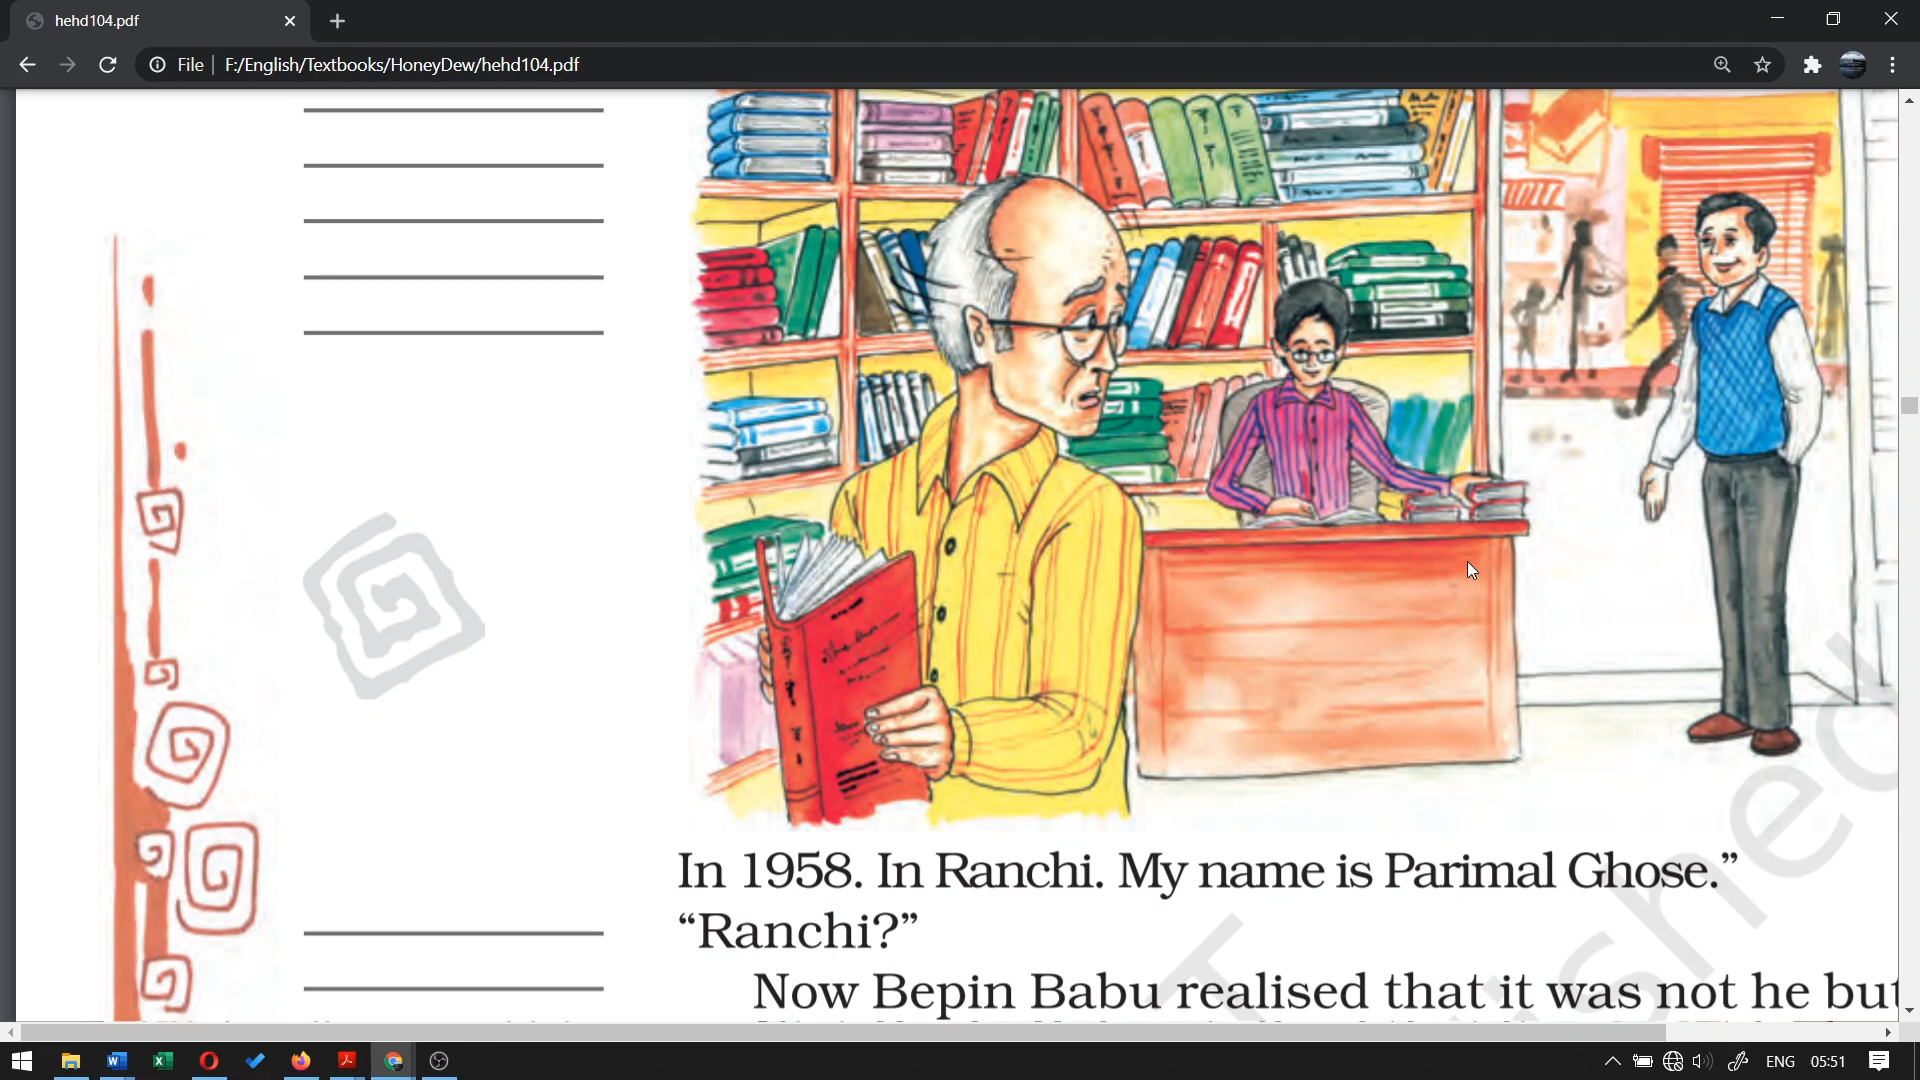 hehd104.pdf
File F:/English/Textbooks/HoneyDew/hehd104.pdf
In 1958. In Ranchi. My name is Parimal Ghose.”
“Ranchi?”
Now Bepin Babu realised that it was not he but
ENG 05:51